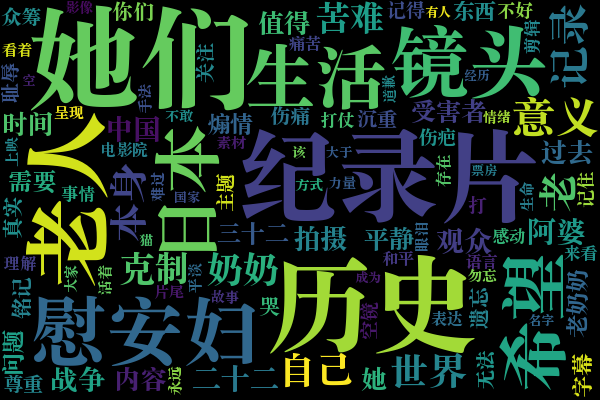 众筹
影像
你们
她们
值得
苦难
记得
有人
东西
不好
看着
耻辱
空
手法
生活
痛苦
关注
道歉
镜头
经历
剪辑
记录
时间
呈现
中国
不敢
煽情
伤痛
打仗
沉重
受害者
情绪
意义
上映
老人
电影院
日本
素材
纪录片
该
大于
伤疤
存在
票房
过去
需要
事情
本身
难过
国家
主题
方式
力量
打
生命
老
记住
真实
猫
三十二
拍摄
平静
眼泪
观众
感动
阿婆
来看
理解
大家
活着
克制
平淡
奶奶
和平
语言
勿忘
希望
老奶奶
铭记
片尾
故事
哭
历史
成为
空镜
表达
遗忘
名字
问题
慰安妇
尊重
战争
内容
永远
二十二
自己
她
世界
无法
字幕